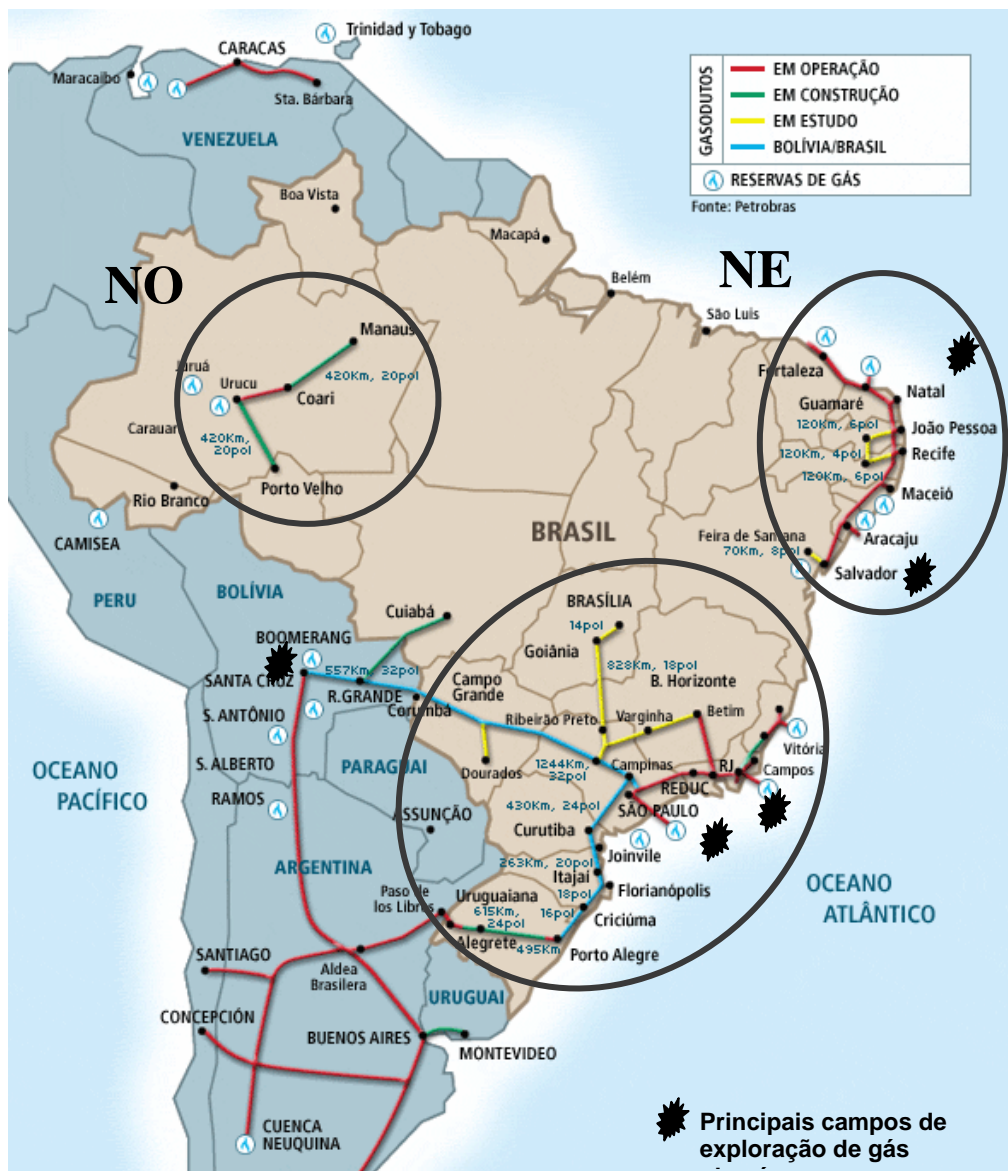 Trinidad y Tobago
CARACAS
Maracaibo
Sta. Bárbara
VENEZUELA
GASODUTOS
EM OPERAÇÃO
EM CONSTRUÇÃO
EM ESTUDO
BOLÍVIA/BRASIL
RESERVAS DE GÁS
Fonte: Petrobras
Boa Vista
Macapá
Belém
São Luis
NO
NE
Manaus
Juruá
Urucu
420Km, 20pol
Coari
Carauari
420Km,
20pol
Porto Velho
Rio Branco
CAMISEA
PERU
BOLÍVIA
BRASIL
Fortaleza
Guamaré
Natal
120Km, 6pol
João Pessoa
120Km, 4pol
Recife
120Km, 6pol
Maceió
Aracaju
Feira de Santana
70Km, 8pol
Salvador
Cuiabá
BRASÍLIA
14pol
Goiânia
828Km, 18pol
B. Horizonte
BOOMERANG
557Km, 32pol
SANTA CRUZ
R.GRANDE
Campo
Grande
Corumbá
S. ANTÔNIO
Ribeirão Preto
Varginha
Betim
Vitória
S. ALBERTO
PARAGUAI
Dourados
1244Km,
32pol
Campinas
RJ
Campos
REDUC
OCEANO
PACÍFICO
RAMOS
ASSUNÇÃO
430Km, 24pol
SÃO PAULO
Curutiba
Joinvile
ARGENTINA
263Km, 20pol
Itajaí
18pol
Florianópolis
OCEANO
ATLÂNTICO
Paso de
los Libres
Uruguaiana
615Km,
24pol
16pol
Criciúma
Alegrete
495Km
Porto Alegre
SANTIAGO
Aldea
Brasilera
URUGUAI
CONCEPCIÓN
BUENOS AIRES
MONTEVIDEO
CUENCA
NEUQUINA
Principais campos de
exploração de gás